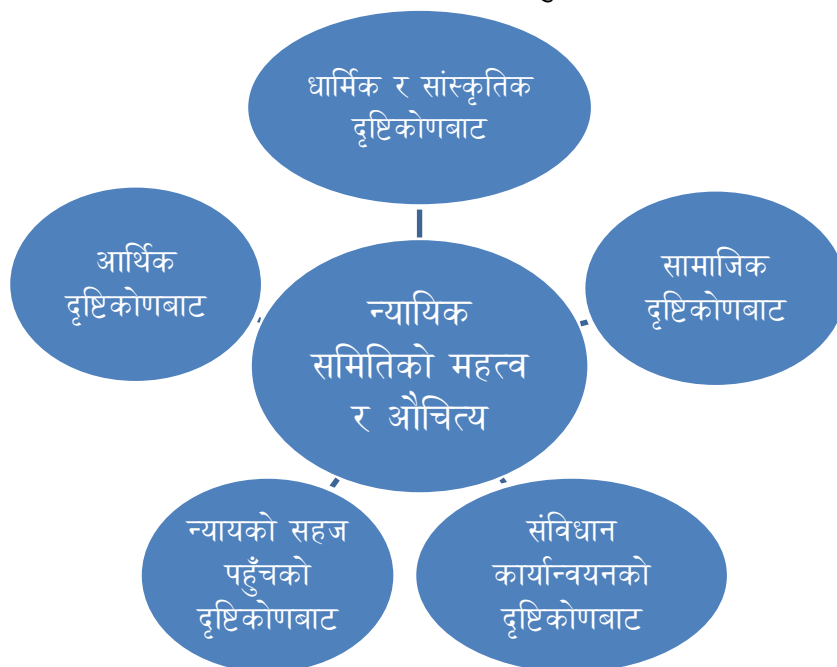 धार्मिक र सांस्कृतिक
दृष्टिकोणबाट
आर्थिक
दृष्टिकोणबाट
सामाजिक
दृष्टिकोणबाट
न्यायिक
समितिको महत्व
र औचित्य
न्यायको सहज
पहुँचको
दृष्टिकोणबाट
संविधान
कार्यान्वयनको
दृष्टिकोणबाट